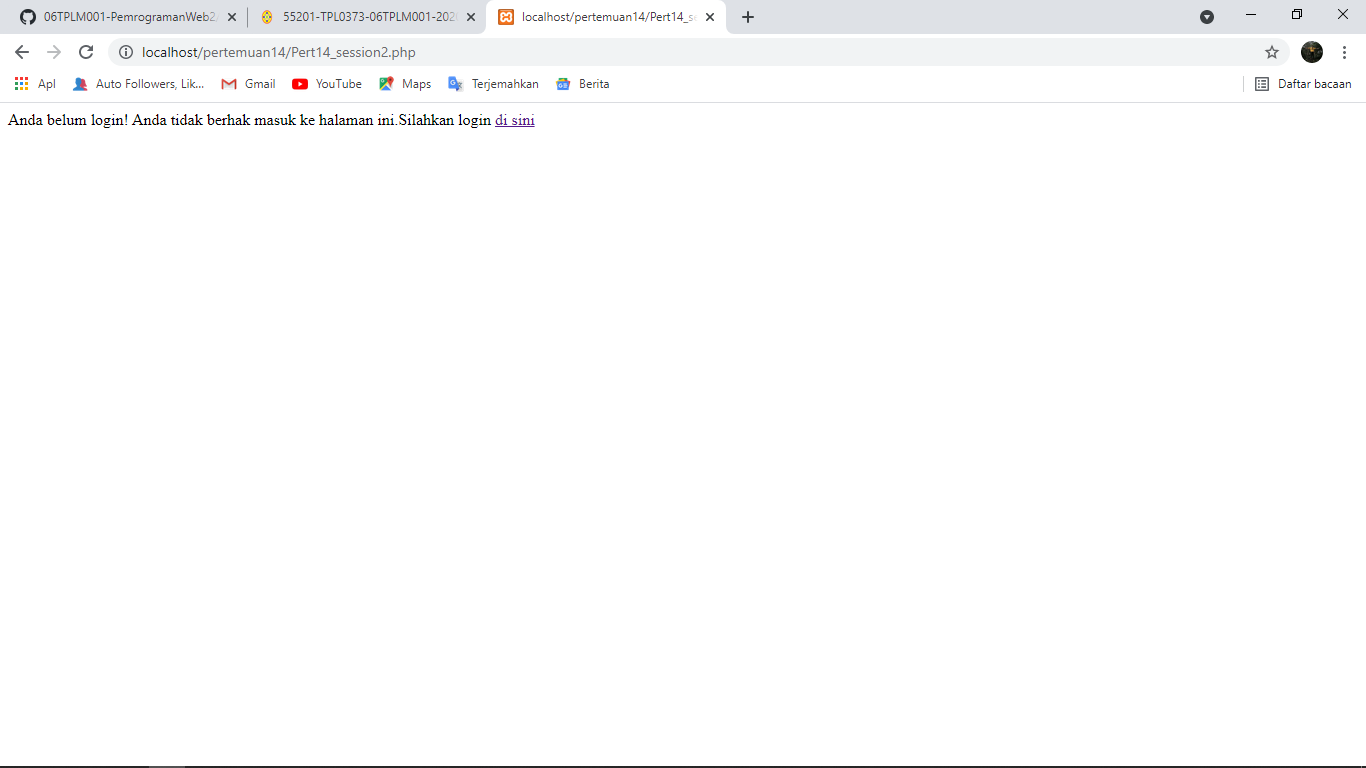 06TPLM001-PemrogramanWeb2
55201-TPL0373-06TPLM001-202
localhost/pertemuan14/Pert14_s
localhost/pertemuan14/Pert14_session2.php
Apl
Auto Followers, Lik...
Gmail
YouTube
Maps
Terjemahkan
Berita
Daftar bacaan
Anda belum login! Anda tidak berhak masuk ke halaman ini.Silahkan login di sini